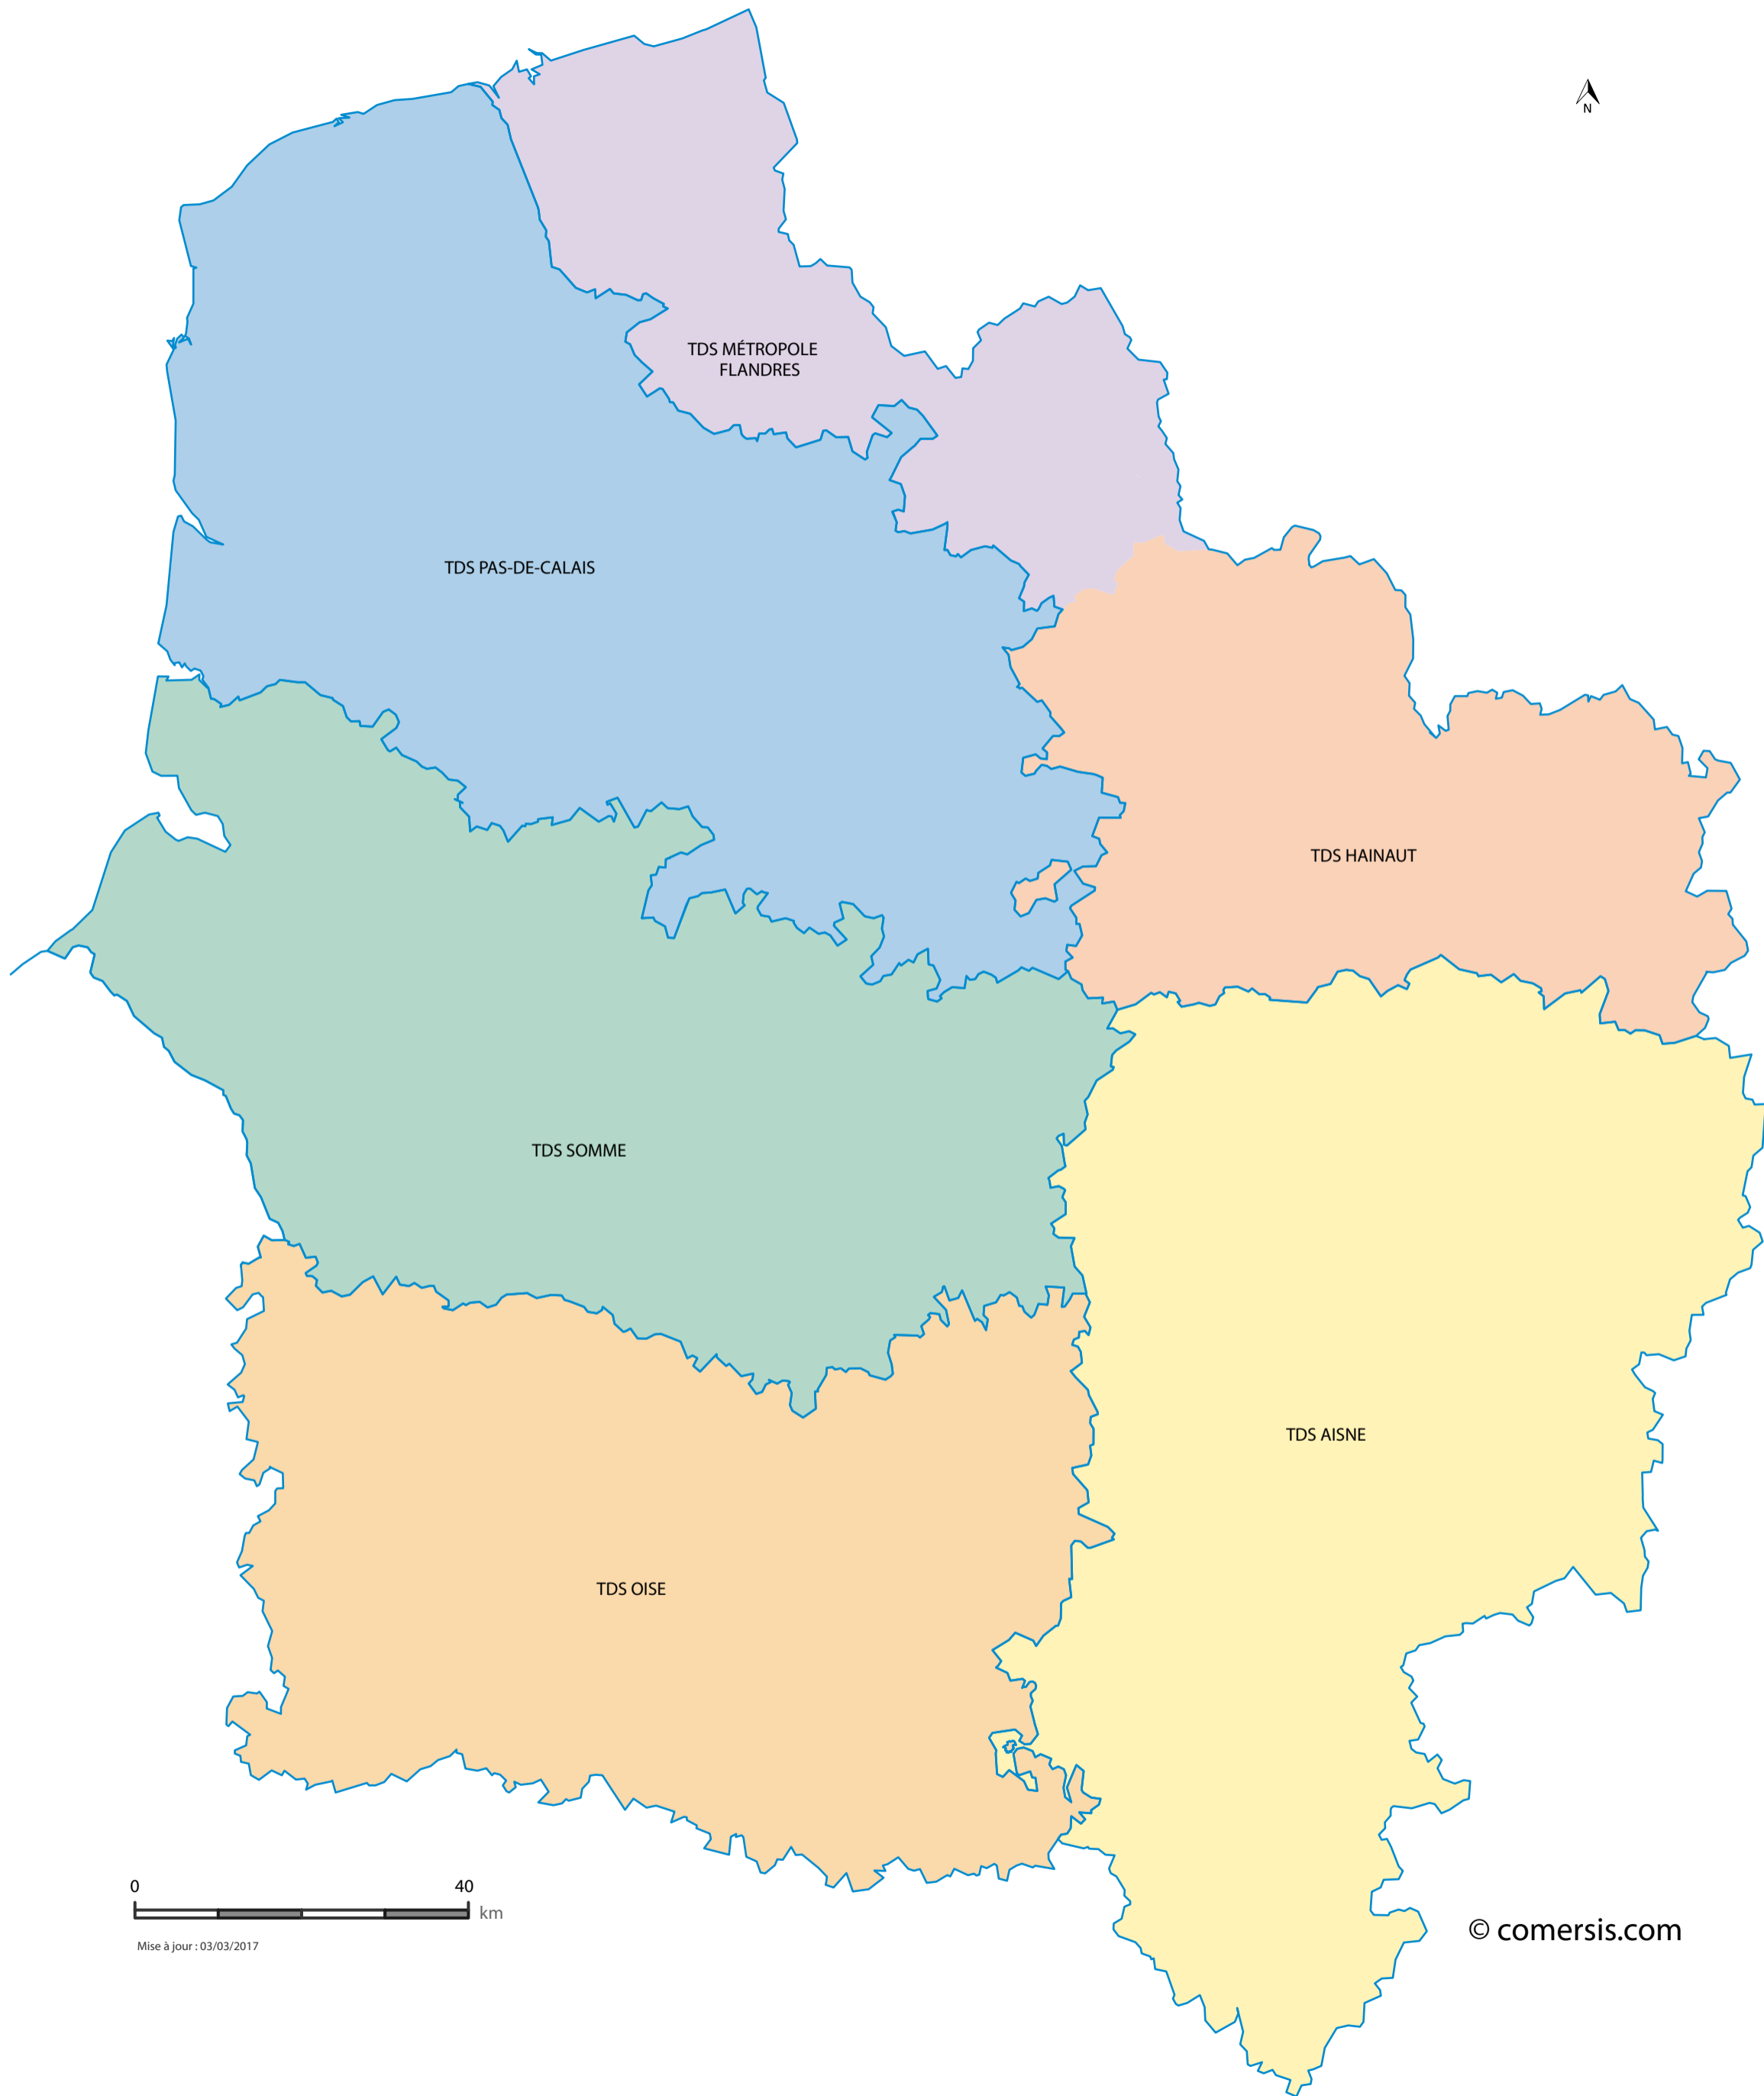 N
TDS MÉTROPOLE
FLANDRES
TDS PAS-DE-CALAIS
TDS HAINAUT
TDS SOMME
TDS AISNE
TDS OISE
0 40
km
© comersis.com
Mise à jour : 03/03/2017